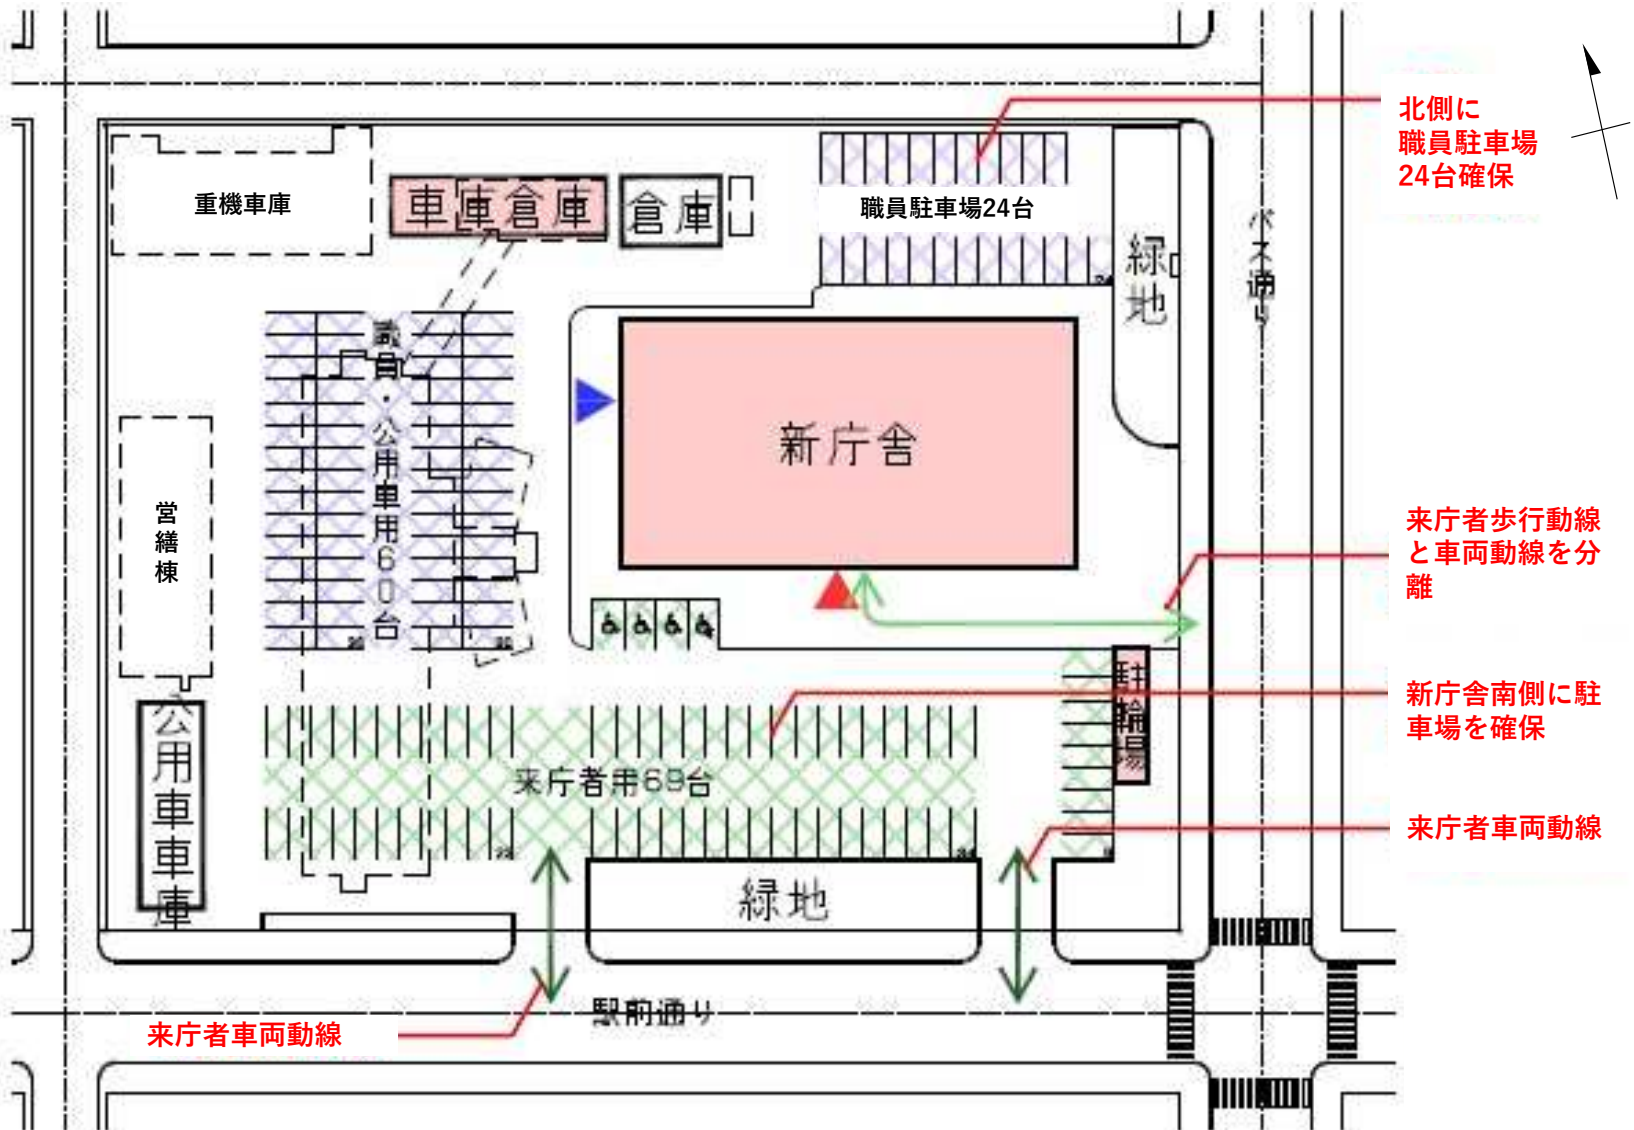 北側に
職員駐車場
24台確保
重機車庫
車庫倉庫
倉庫
職員駐車場24台
緑地
バス通り
職員・公用車用60台
新庁舎
営繕棟
来庁者歩行動線
と車両動線を分
離
駐輪場
新庁舎南側に駐
車場を確保
公用車車庫
来庁者用69台
来庁者車両動線
緑地
駅前通り
来庁者車両動線